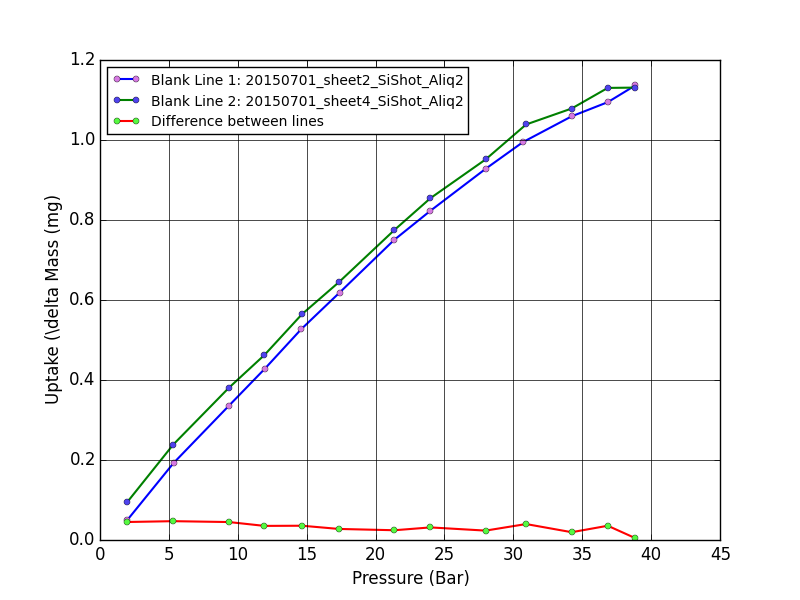 1.2
1.0
0.8
0.6
0.4
0.2
0.0
Uptake (\delta Mass (mg)
Blank Line 1: 20150701_sheet2_SiShot_Aliq2
Blank Line 2: 20150701_sheet4_SiShot_Aliq2
Difference between lines
0 5 10 15 20 25 30 35 40 45
Pressure (Bar)